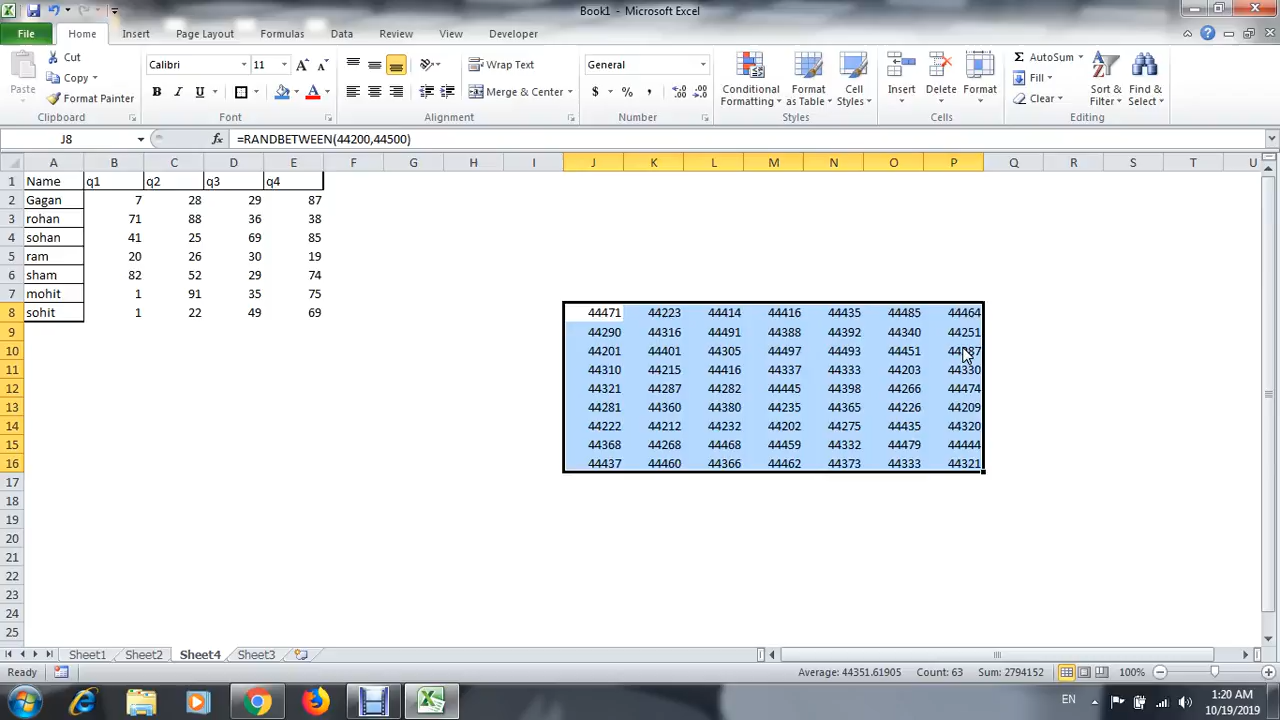 Book1 - Microsoft Excel
File Home Insert Page Layout Formulas Data Review View Developer
Cut Calibri 11 Wrap Text General AutoSum
Copy Fill
Paste Format Painter Merge & Center Conditional Formatting Format as Table Cell Styles Insert Delete Format Clear Sort & Filter Find & Select
Clipboard Font Alignment Number Styles Cells Editing
J8 fx =RANDBETWEEN(44200,44500)
A B C D E F G H I J K L M N O P Q R S T U
1 Name q1 q2 q3 q4
2 Gagan 7 28 29 87
3 rohan 71 88 36 38
4 sohan 41 25 69 85
5 ram 20 26 30 19
6 sham 82 52 29 74
7 mohit 1 91 35 75
8 sohit 1 22 49 69 44471 44223 44414 44416 44435 44485 44464
9 44290 44316 44491 44388 44392 44340 44251
10 44201 44401 44305 44497 44493 44451
11 44310 44215 44416 44337 44333 44203 44330
12 44321 44287 44282 44445 44398 44266 44474
13 44281 44360 44380 44235 44365 44226 44209
14 44222 44212 44232 44202 44275 44435 44320
15 44368 44268 44468 44459 44332 44479 44444
16 44437 44460 44366 44462 44373 44333 44321
17
18
19
20
21
22
23
24
25
Sheet1 Sheet2 Sheet4 Sheet3
Ready Average: 44351.61905 Count: 63 Sum: 2794152 100%
EN 1:20 AM
10/19/2019